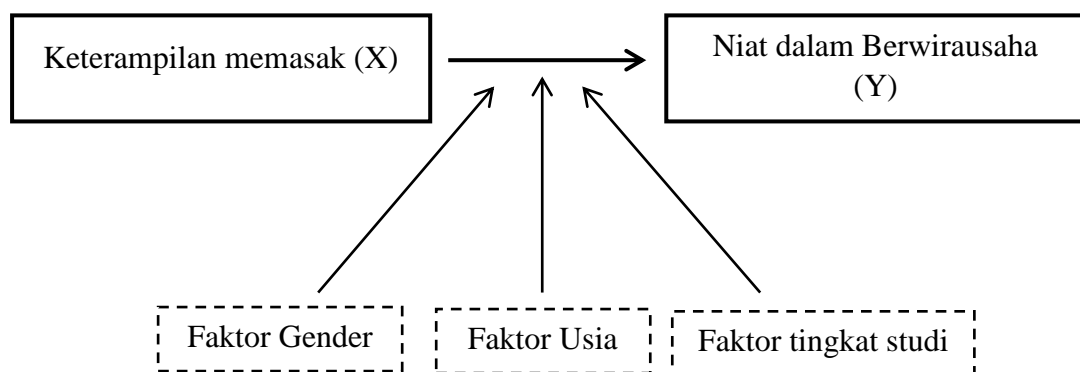 Keterampilan memasak (X)
Niat dalam Berwirausaha
(Y)
Faktor Gender
Faktor Usia
Faktor tingkat studi